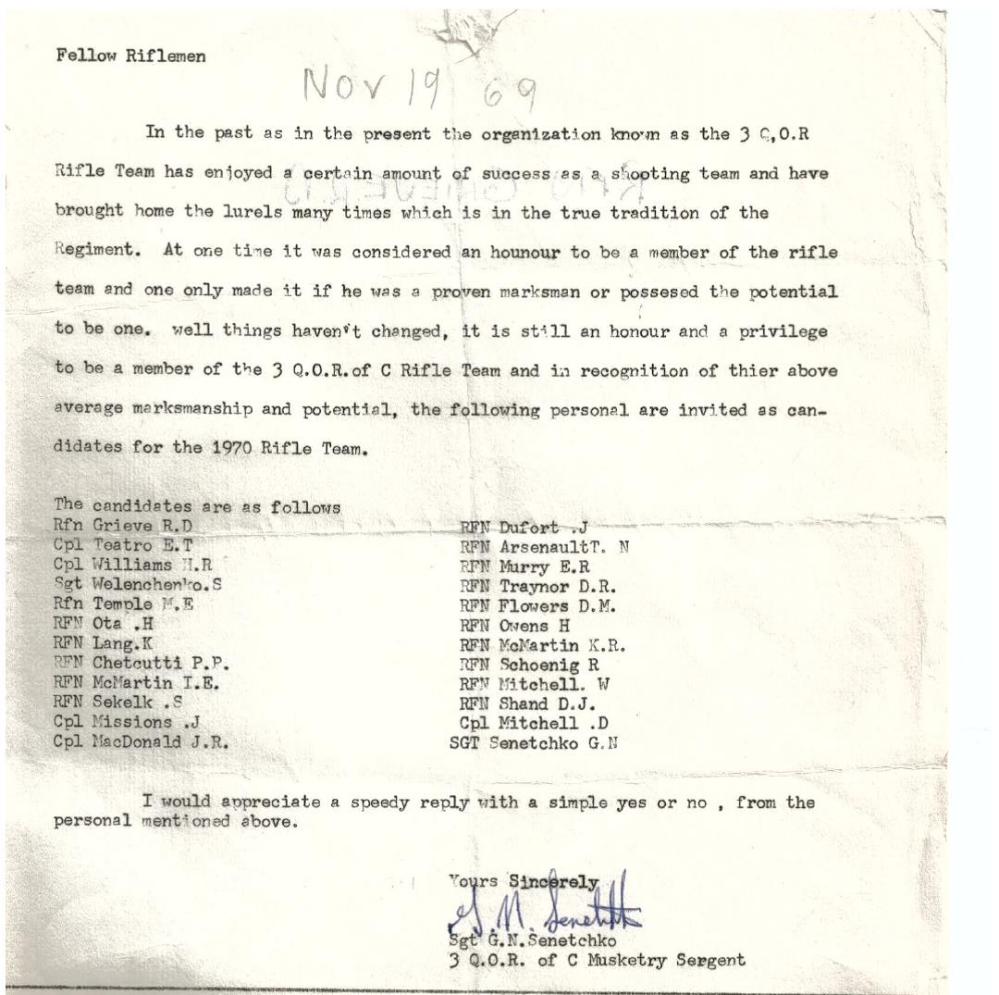 Fellow Riflemen
Nov 19 69
In the past as in the present the organization known as the 3 Q,O.R
Rifle Team has enjoyed a certain amount of success as a shooting team and have
brought home the lurels many times which is in the true tradition of the
Regiment. At one time it was considered an hounour to be a member of the rifle
team and one only made it if he was a proven marksman or possesed the potential
to be one. well things haven't changed, it is still an honour and a privilege
to be a member of the 3 Q.O.R.of C Rifle Team and in recognition of thier above
average marksmanship and potential, the following personal are invited as can-
didates for the 1970 Rifle Team.
The candidates are as follows
Rfn Grieve R.D
Cpl Teatro E.T
Cpl Williams H.R
Sgt Welenchenko.S
Rfn Temple M.E
RFN Ota .H
RFN Lang.K
RFN Chetcutti P.P.
RFN McMartin I.E.
RFN Sekelk .S
Cpl Missions .J
Cpl MacDonald J.R.
RFN Dufort .J
RFN ArsenaultT. N
RFN Murry E.R
RFN Traynor D.R.
RFN Flowers D.M.
RFN Owens H
RFN McMartin K.R.
RFN Schoenig R
RFN Mitchell. W
RFN Shand D.J.
Cpl Mitchell .D
SGT Senetchko G.N
I would appreciate a speedy reply with a simple yes or no , from the
personal mentioned above.
Yours Sincerely
G. N. Senetchko
Sgt G.N.Senetchko
3 Q.O.R. of C Musketry Sergent